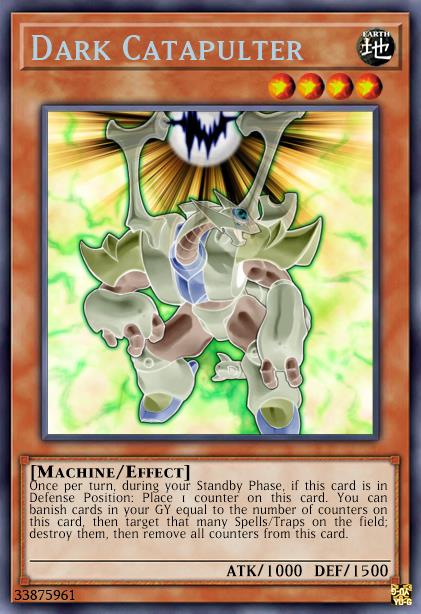 DARK CATAPULTER
EARTH
地
[MACHINE/EFFECT]
Once per turn, during your Standby Phase, if this card is in
Defense Position: Place 1 counter on this card. You can
banish cards in your GY equal to the number of counters on
this card, then target that many Spells/Traps on the field;
destroy them, then remove all counters from this card.
ATK/1000 DEF/1500
33875961